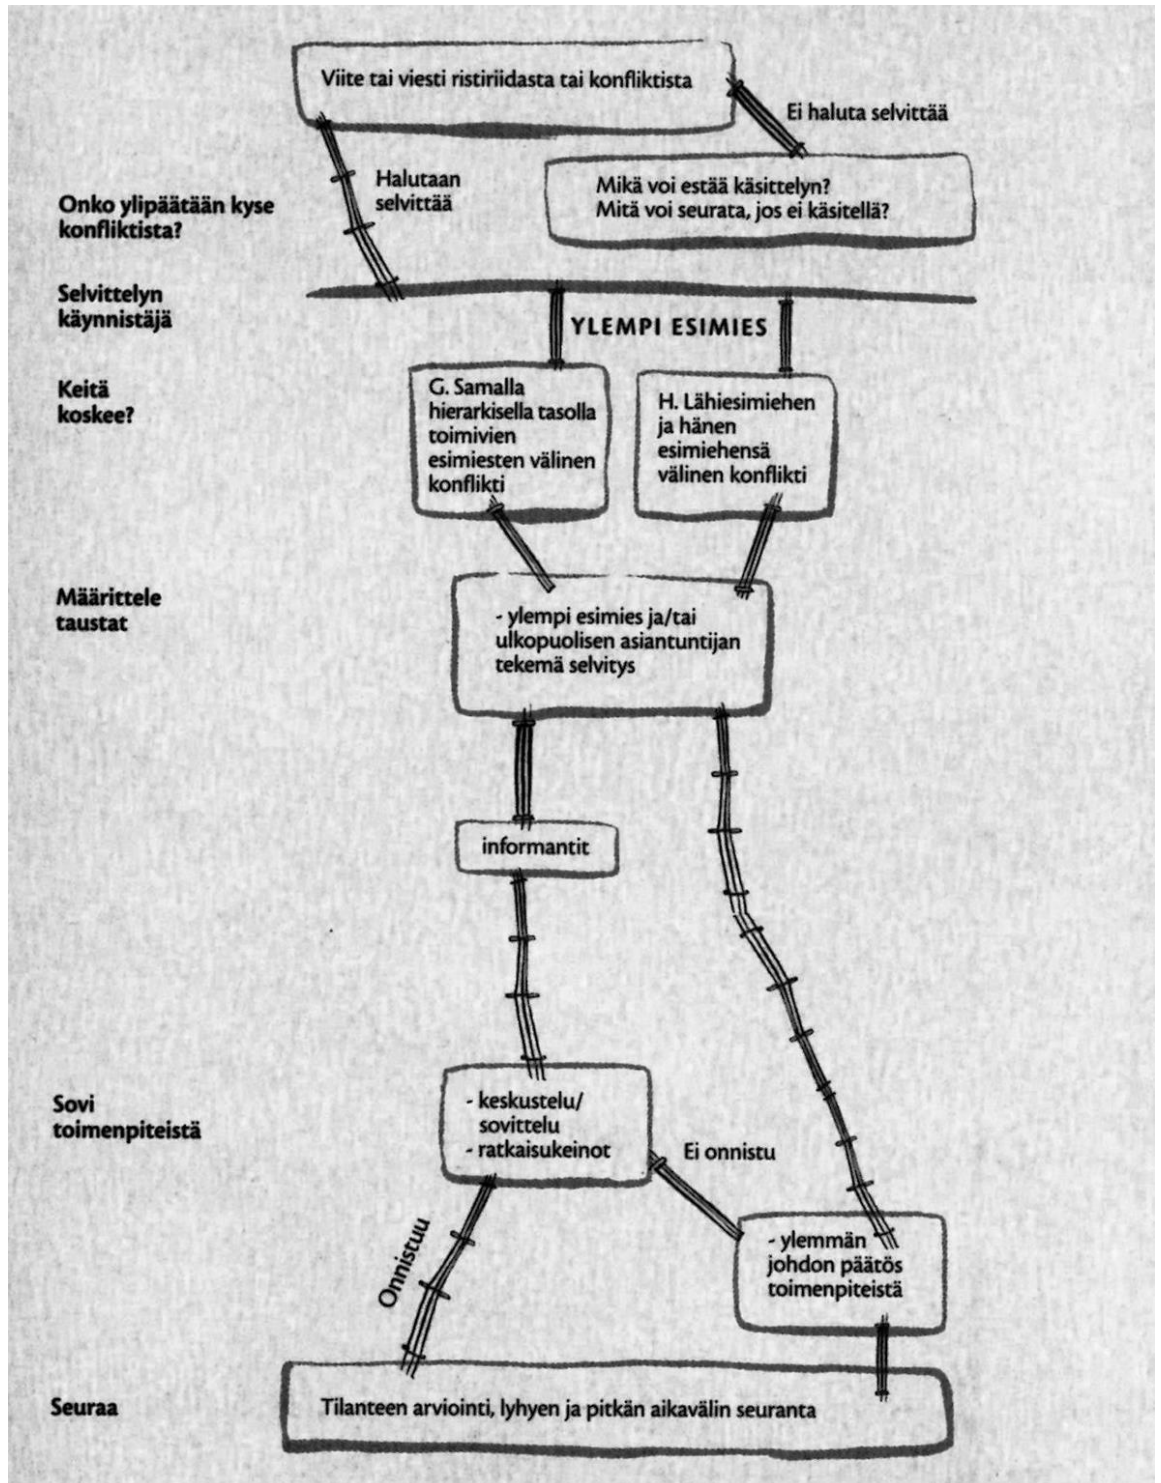 Viite tai viesti ristiriidasta tai konfliktista
Ei haluta selvittää
Halutaan
selvittää
Mikä voi estää käsittelyn?
Mitä voi seurata, jos ei käsitellä?
Onko ylipäätään kyse
konfliktista?
Selvittelyn
käynnistäjä
YLEMPI ESIMIES
Keitä
koskee?
G. Samalla
hierarkisella tasolla
toimivien
esimiesten välinen
konflikti
H. Lähiesimiehen
ja hänen
esimiehensä
välinen konflikti
Määrittele
taustat
- ylempi esimies ja/tai
ulkopuolisen asiantuntijan
tekemä selvitys
informantit
Sovi
toimenpiteistä
- keskustelu/
sovittelu
- ratkaisukeinot
Ei onnistu
Onnistuu
- ylemmän
johdon päätös
toimenpiteistä
Seuraa
Tilanteen arviointi, lyhyen ja pitkän aikavälin seuranta